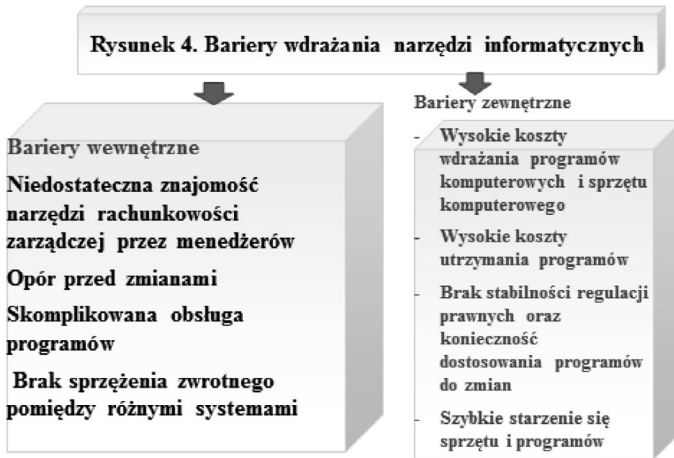 Rysunek 4. Bariery wdrażania narzędzi informatycznych
Bariery wewnętrzne
Niedostateczna znajomość
narzędzi rachunkowości
zarządczej przez menedżerów
Opór przed zmianami
Skomplikowana obsługa
programów
Brak sprzężenia zwrotnego
pomiędzy różnymi systemami
Bariery zewnętrzne
- Wysokie koszty
wdrażania programów
komputerowych i sprzętu
komputerowego
- Wysokie koszty
utrzymania programów
- Brak stabilności regulacji
prawnych oraz
konieczność
dostosowania programów
do zmian
- Szybkie starzenie się
sprzętu i programów